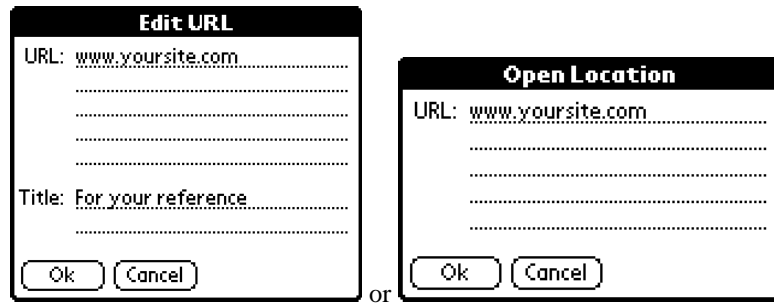 Edit URL
URL: www.yoursite.com
Title: For your reference
Ok Cancel
or
Open Location
URL: www.yoursite.com
Ok Cancel